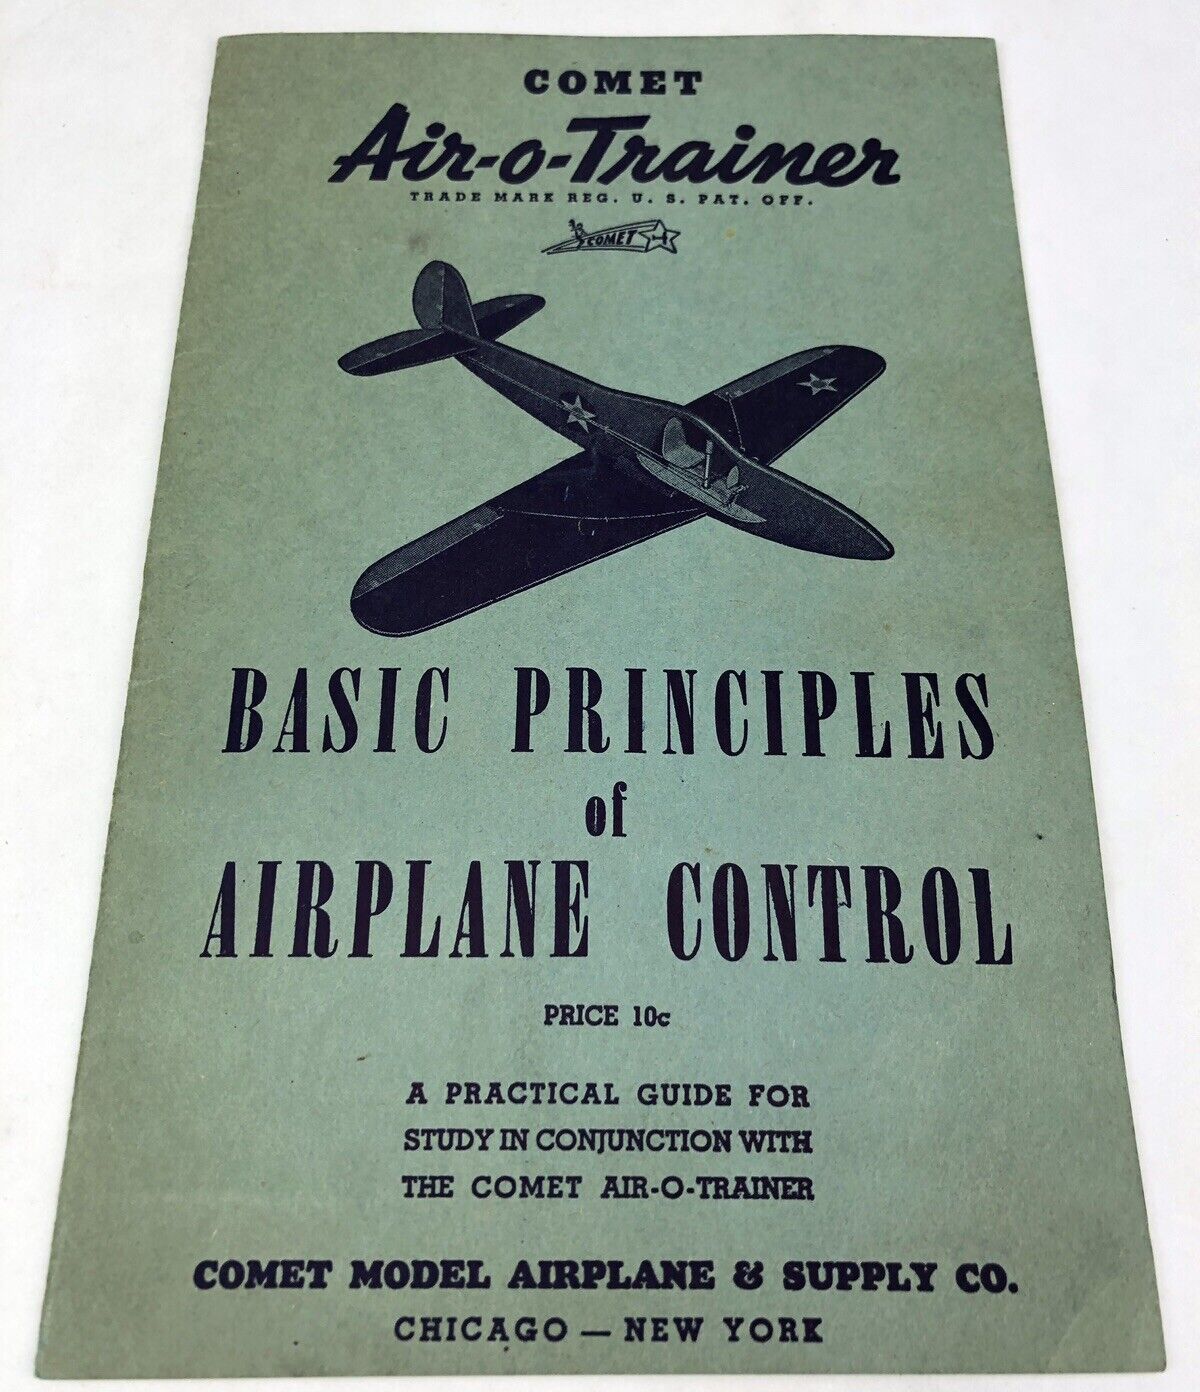 COMET
Air-o-Trainer
TRADE MARK REG. U. S. PAT. OFF.
COMET
BASIC PRINCIPLES
of
AIRPLANE CONTROL
PRICE 10c
A PRACTICAL GUIDE FOR
STUDY IN CONJUNCTION WITH
THE COMET AIR-O-TRAINER
COMET MODEL AIRPLANE & SUPPLY CO.
CHICAGO — NEW YORK